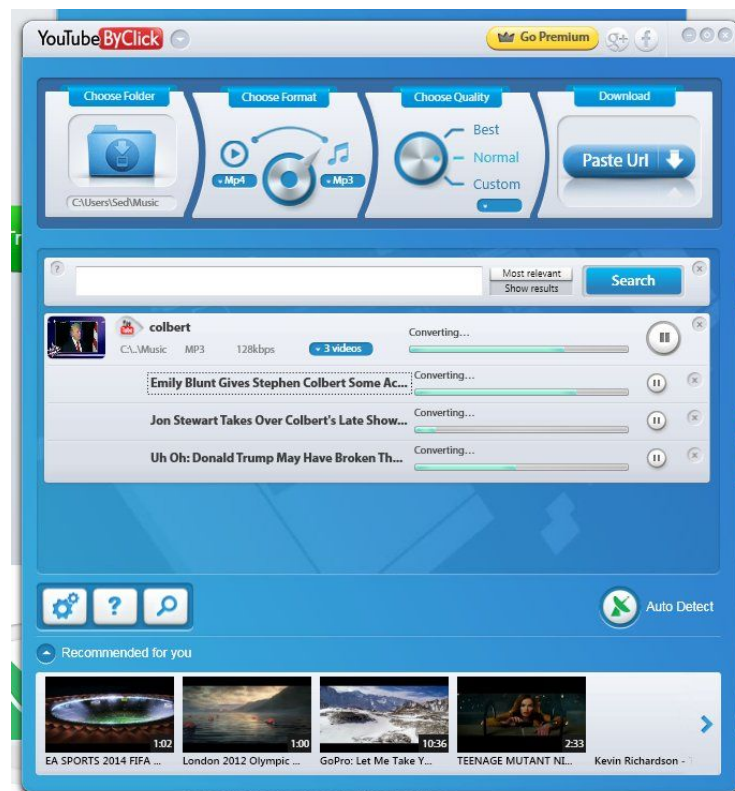 YouTube ByClick
Go Premium
g+ f
Choose Folder
Choose Format
Choose Quality
Download
C:\Users\Sed\Music
Mp4
Mp3
Best
Normal
Custom
Paste Url
?
Most relevant
Show results
Search
colbert
Converting...
C:\..\Music MP3 128kbps 3 videos
Emily Blunt Gives Stephen Colbert Some Ac... Converting...
Jon Stewart Takes Over Colbert's Late Show... Converting...
Uh Oh: Donald Trump May Have Broken Th... Converting...
?
Auto Detect
Recommended for you
1:02
1:00
10:36
2:33
EA SPORTS 2014 FIFA ...
London 2012 Olympic ...
GoPro: Let Me Take Y...
TEENAGE MUTANT NI...
Kevin Richardson -